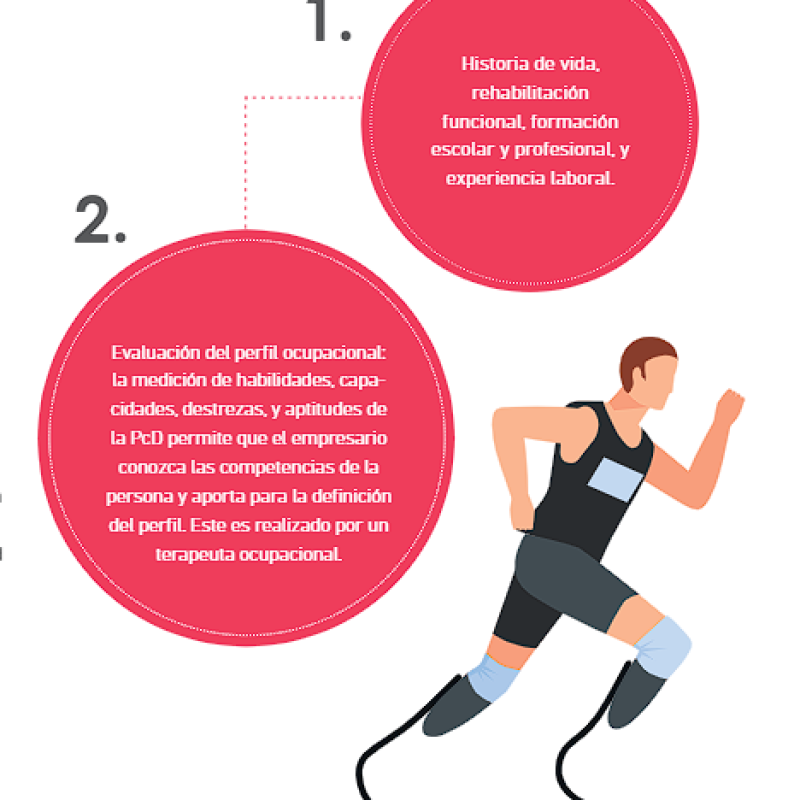 1.
Historia de vida,
rehabilitación
funcional, formación
escolar y profesional, y
experiencia laboral.
2.
Evaluación del perfil ocupacional:
la medición de habilidades, capa-
cidades, destrezas, y aptitudes de
la PcD permite que el empresario
conozca las competencias de la
persona y aporta para la definición
del perfil. Este es realizado por un
terapeuta ocupacional.